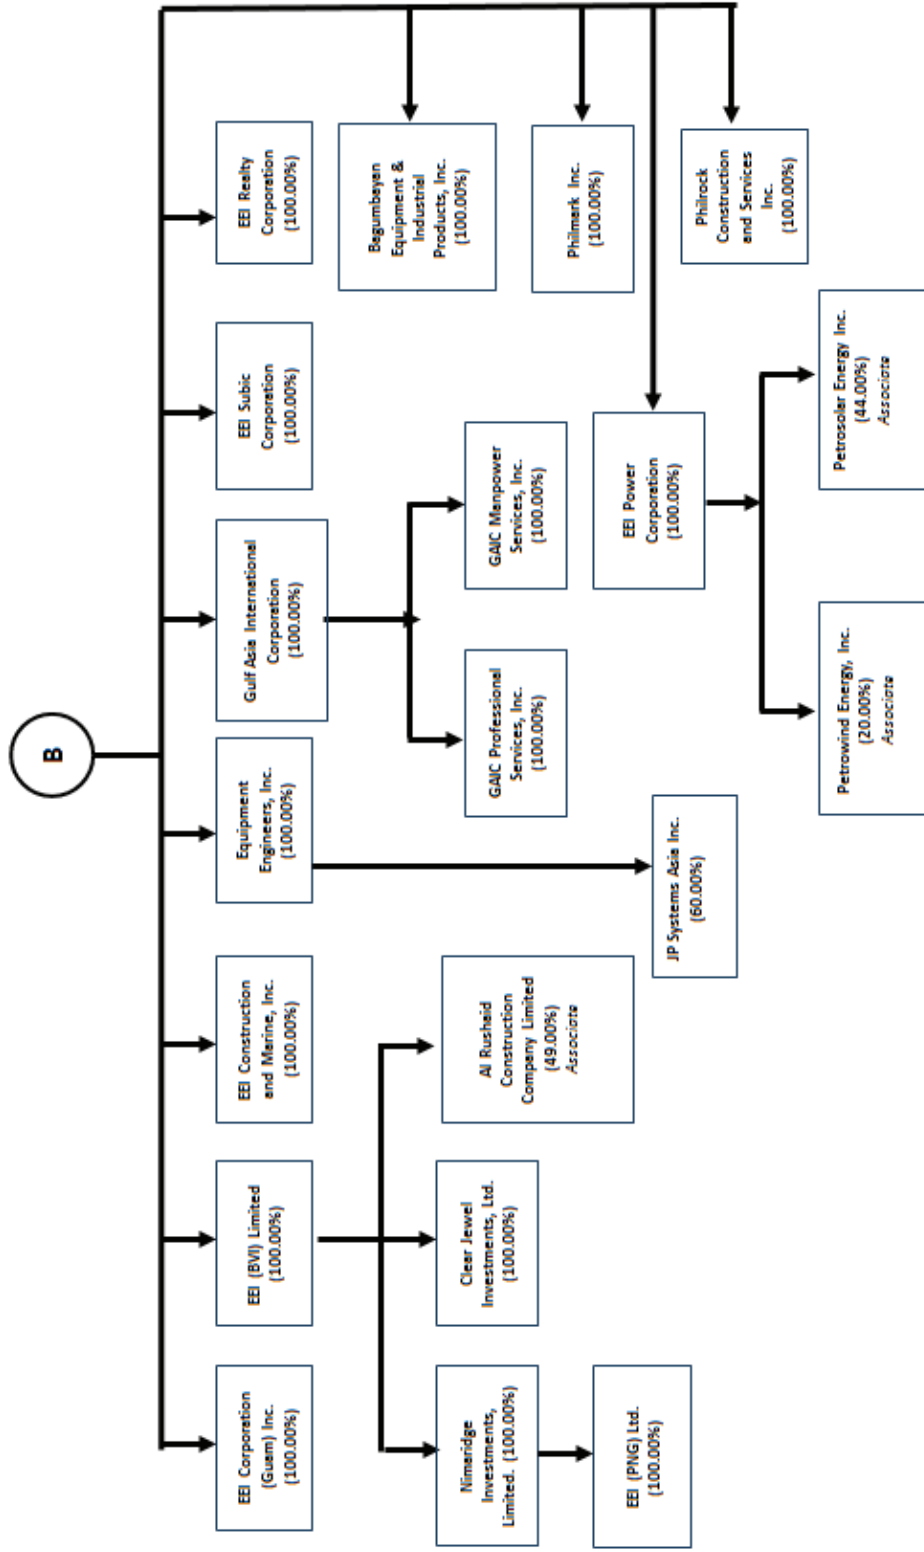 B
EEI Corporation
(Guam) Inc.
(100.00%)
EEI (BVI) Limited
(100.00%)
EEI Construction
and Marine, Inc.
(100.00%)
Equipment
Engineers, Inc.
(100.00%)
Gulf Asia International
Corporation
(100.00%)
EEI Subic
Corporation
(100.00%)
EEI Realty
Corporation
(100.00%)
Bagumbayan
Equipment &
Industrial
Products, Inc.
(100.00%)
Nimaridge
Investments,
Limited. (100.00%)
Clear Jewel
Investments, Ltd.
(100.00%)
Al Rushaid
Construction
Company Limited
(49.00%)
Associate
GAIC Professional
Services, Inc.
(100.00%)
GAIC Manpower
Services, Inc.
(100.00%)
Philmark Inc.
(100.00%)
EEI (PNG) Ltd.
(100.00%)
JP Systems Asia Inc.
(60.00%)
EEI Power
Corporation
(100.00%)
Philrock
Construction
and Services
Inc.
(100.00%)
Petrowind Energy, Inc.
(20.00%)
Associate
Petrosolar Energy Inc.
(44.00%)
Associate